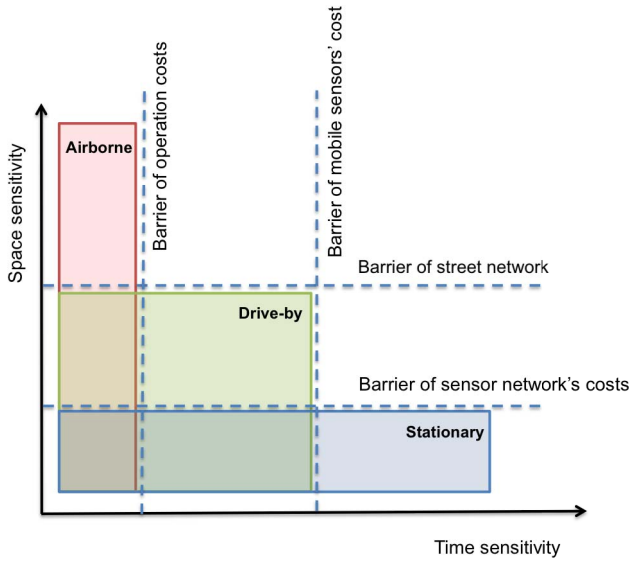 Barrier of operation costs
Barrier of mobile sensors' cost
Space sensitivity
Airborne
Barrier of street network
Drive-by
Barrier of sensor network's costs
Stationary
Time sensitivity